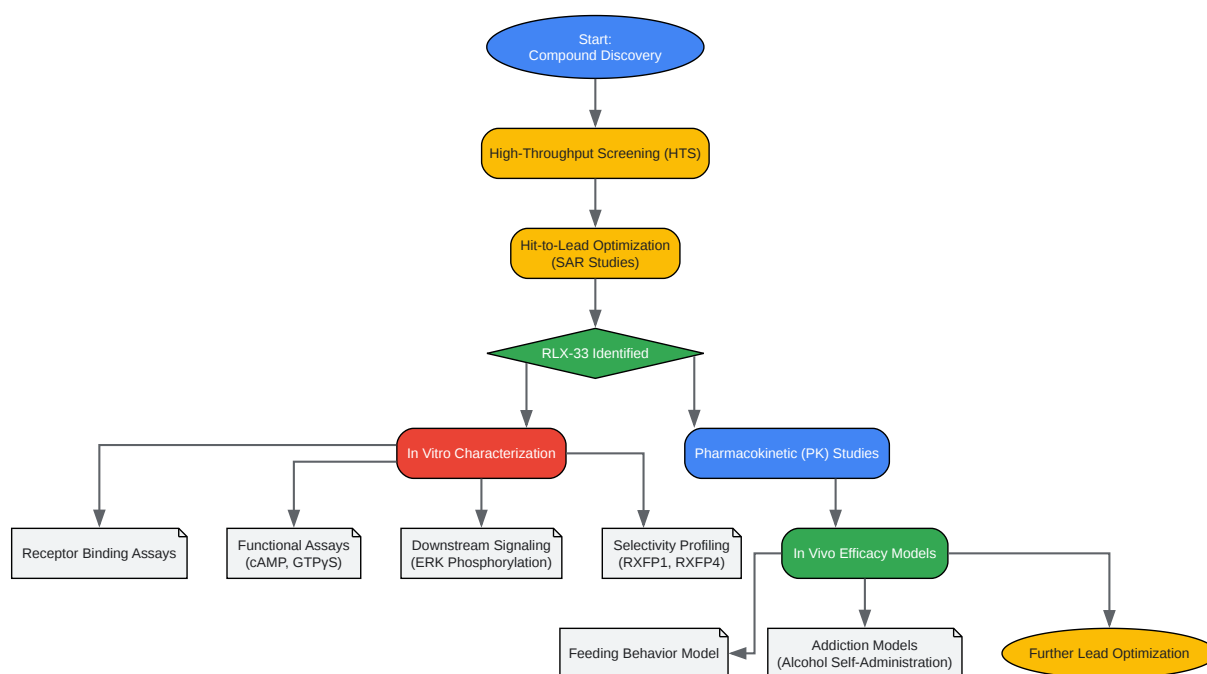 Start:
Compound Discovery
High-Throughput Screening (HTS)
Hit-to-Lead Optimization
(SAR Studies)
RLX-33 Identified
In Vitro Characterization
Pharmacokinetic (PK) Studies
Receptor Binding Assays
Functional Assays
(cAMP, GTPγS)
Downstream Signaling
(ERK Phosphorylation)
Selectivity Profiling
(RXFP1, RXFP4)
In Vivo Efficacy Models
Feeding Behavior Model
Addiction Models
(Alcohol Self-Administration)
Further Lead Optimization